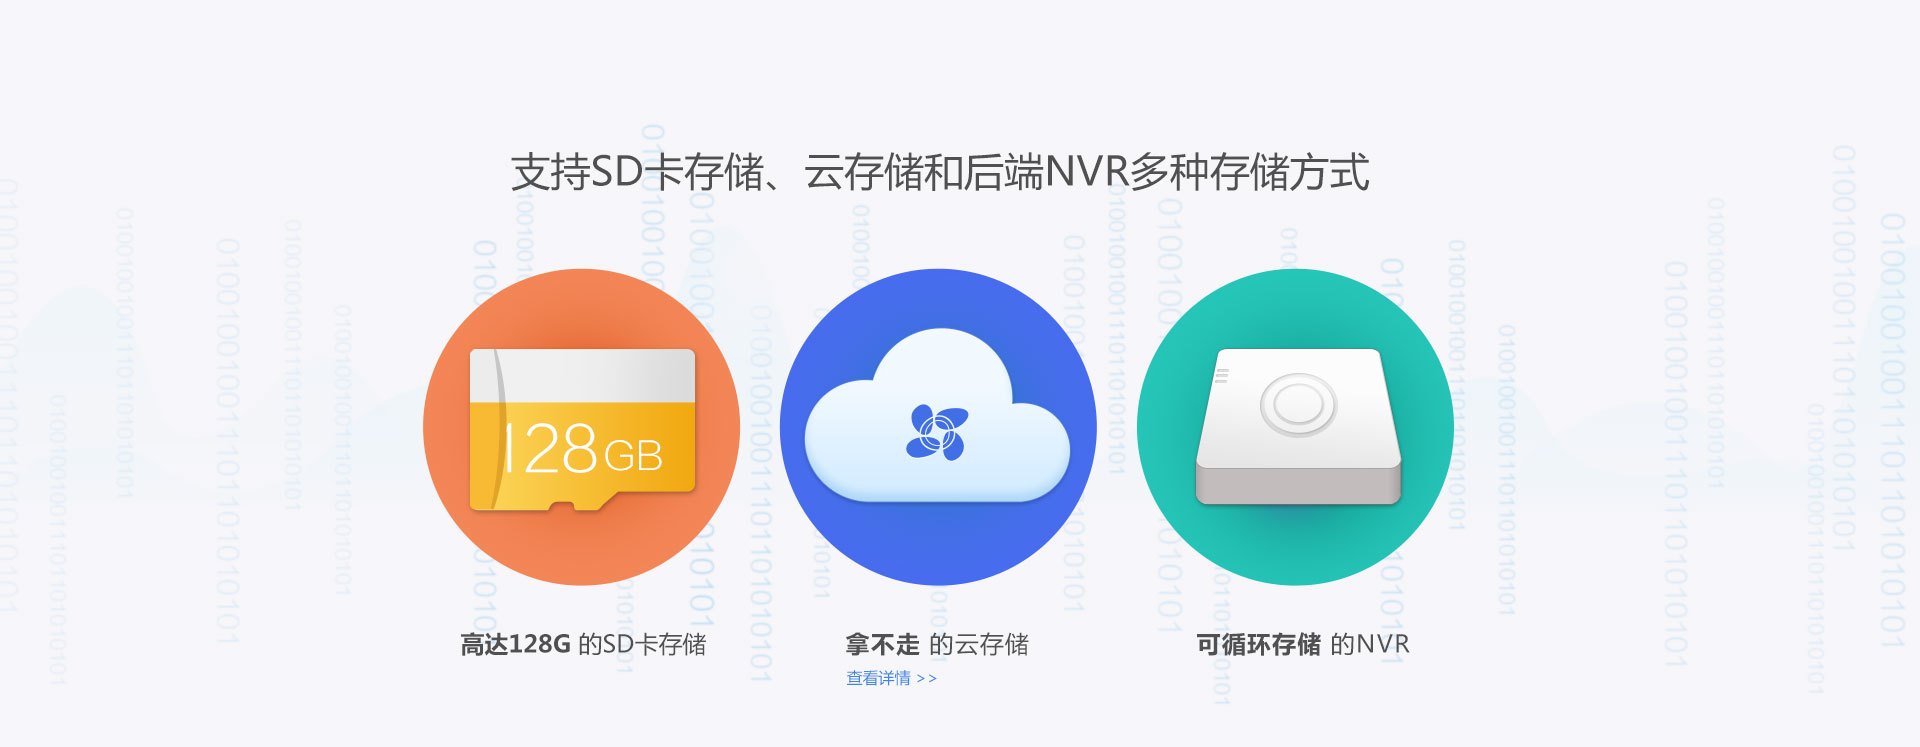 支持SD卡存储、云存储和后端NVR多种存储方式
128GB
高达128G 的SD卡存储
拿不走 的云存储
可循环存储 的NVR
查看详情 >>